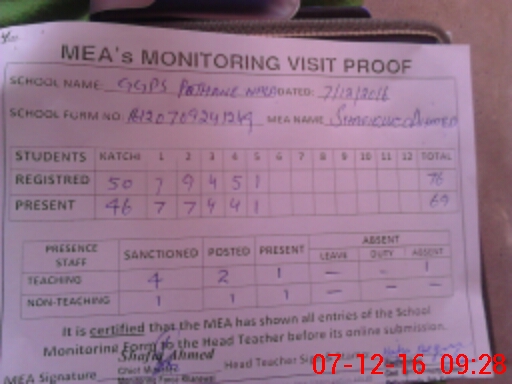 MEA's MONITORING VISIT PROOF
SCHOOL NAME: GGPS PATHANE DATED: 7/12/2016
SCHOOL FORM NO: MEA NAME Ahmed
STUDENTS KATCHI 1 2 3 4 5 6 7 8 9 10 11 12 TOTAL
REGISTRED 50 7 9 4 5 1 76
PRESENT 46 7 7 4 4 1 69
PRESENCE STAFF SANCTIONED POSTED PRESENT ABSENT
LEAVE DUTY ABSENT
TEACHING 4 2 1 — - 1
NON-TEACHING 1 1 1 — - -
It is certified that the MEA has shown all entries of the School
Monitoring Form to the Head Teacher before its online submission.
Shafiq Ahmed
MEA Signature Head Teacher
07-12-16 09:28